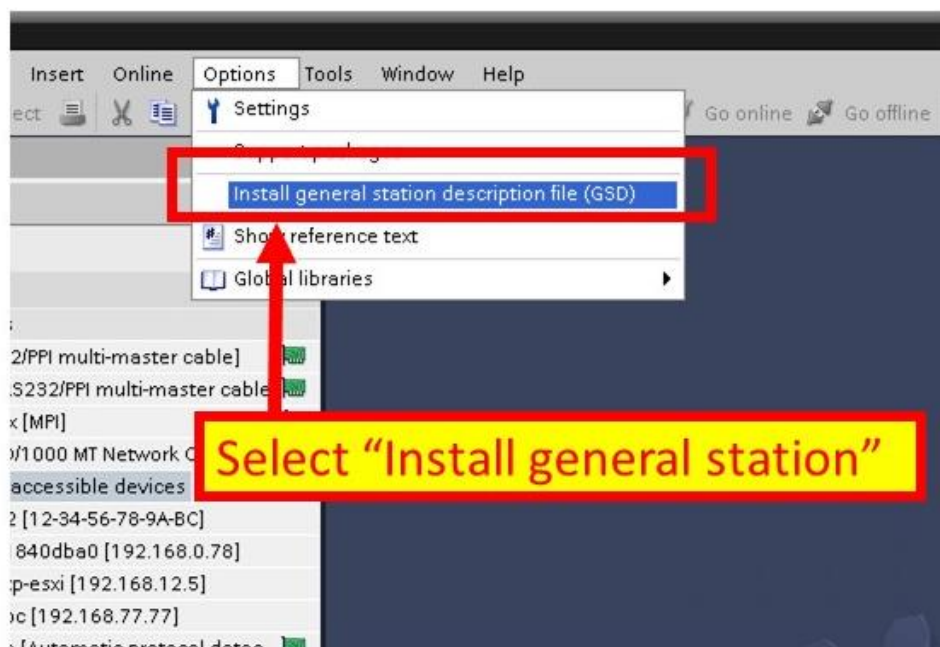 Insert Online Options Tools Window Help
ect Go online Go offline
Settings
Install general station description file (GSD)
Show reference text
Global libraries
2/PPI multi-master cable]
S232/PPI multi-master cable
[MPI]
/1000 MT Network
Select “Install general station”
accessible devices
2 [12-34-56-78-9A-BC]
840dba0 [192.168.0.78]
p-esxi [192.168.12.5]
oc [192.168.77.77]